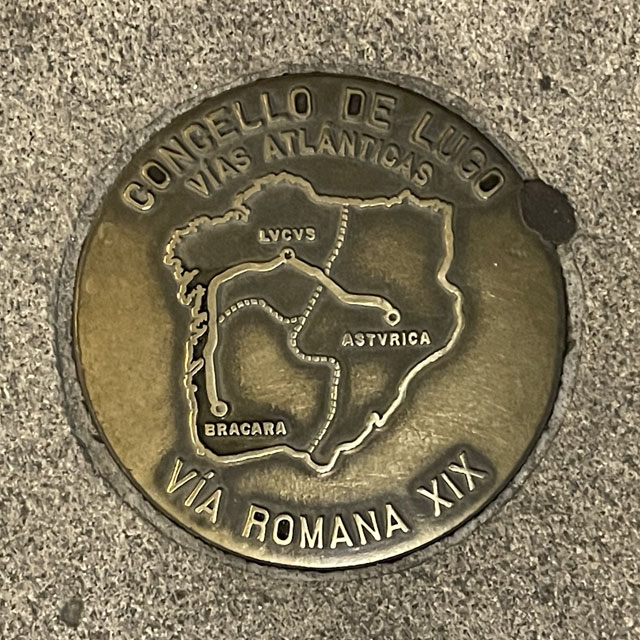 CONCELLO DE LUGO
VÍAS ATLÁNTICAS
LVCVS
ASTVRICA
BRACARA
VÍA ROMANA XIX